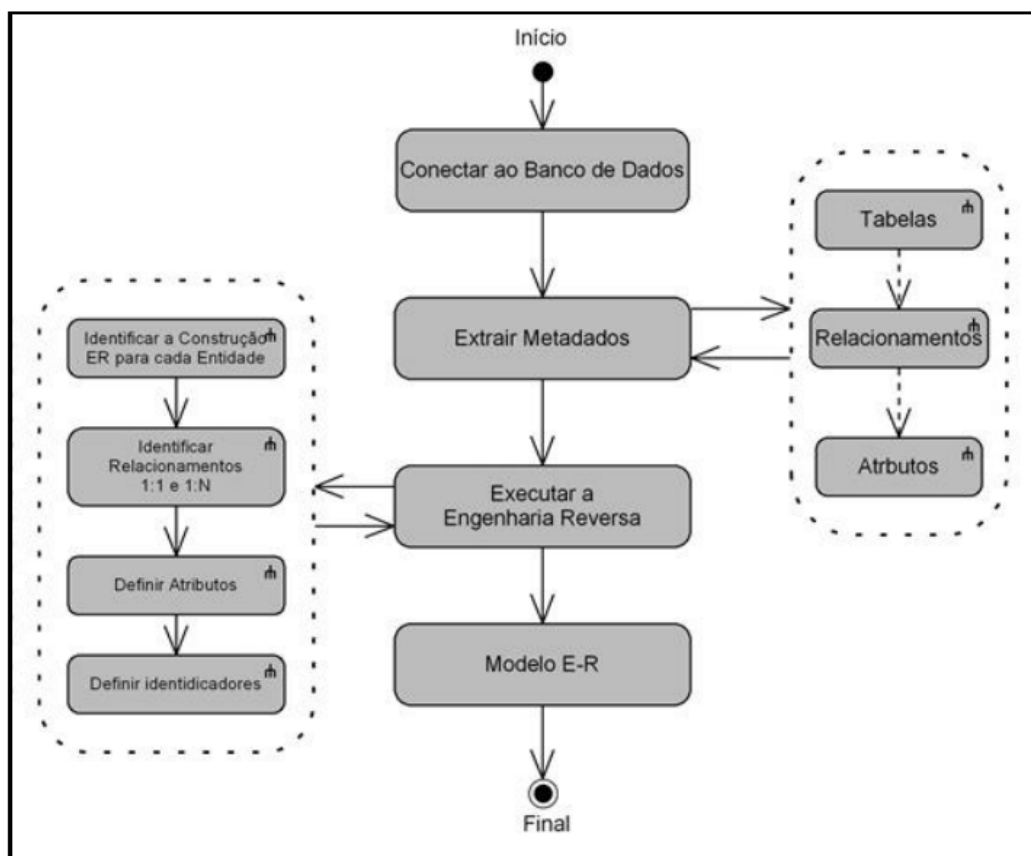 Início
Conectar ao Banco de Dados
Extrair Metadados
Tabelas
Relacionamentos
Atrbutos
Executar a
Engenharia Reversa
Identificar a Construção
ER para cada Entidade
Identificar
Relacionamentos
1:1 e 1:N
Definir Atributos
Definir identidicadores
Modelo E-R
Final